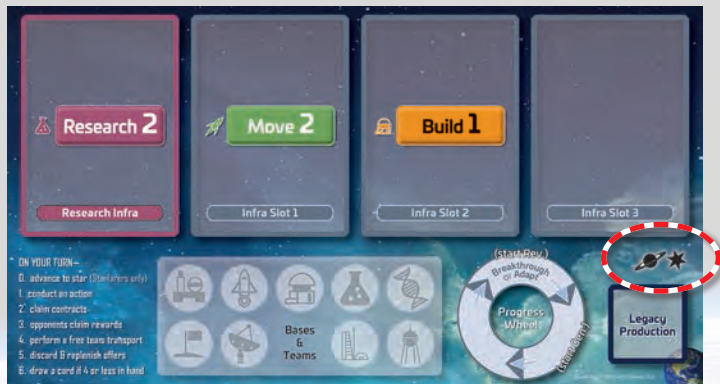 Research 2
Move 2
Build 1
Research Infra
Infra Slot 1
Infra Slot 2
Infra Slot 3
ON YOUR TURN—
0. advance to star (Starfarers only)
1. conduct an action
2. claim contracts
3. opponents claim rewards
4. perform a free team transport
5. discard & replenish offers
6. draw a card if 4 or less in hand
Bases
&
Teams
(start Rev.)
Breakthrough
or Adapt
Progress
Wheel
(start Gen.)
Legacy
Production